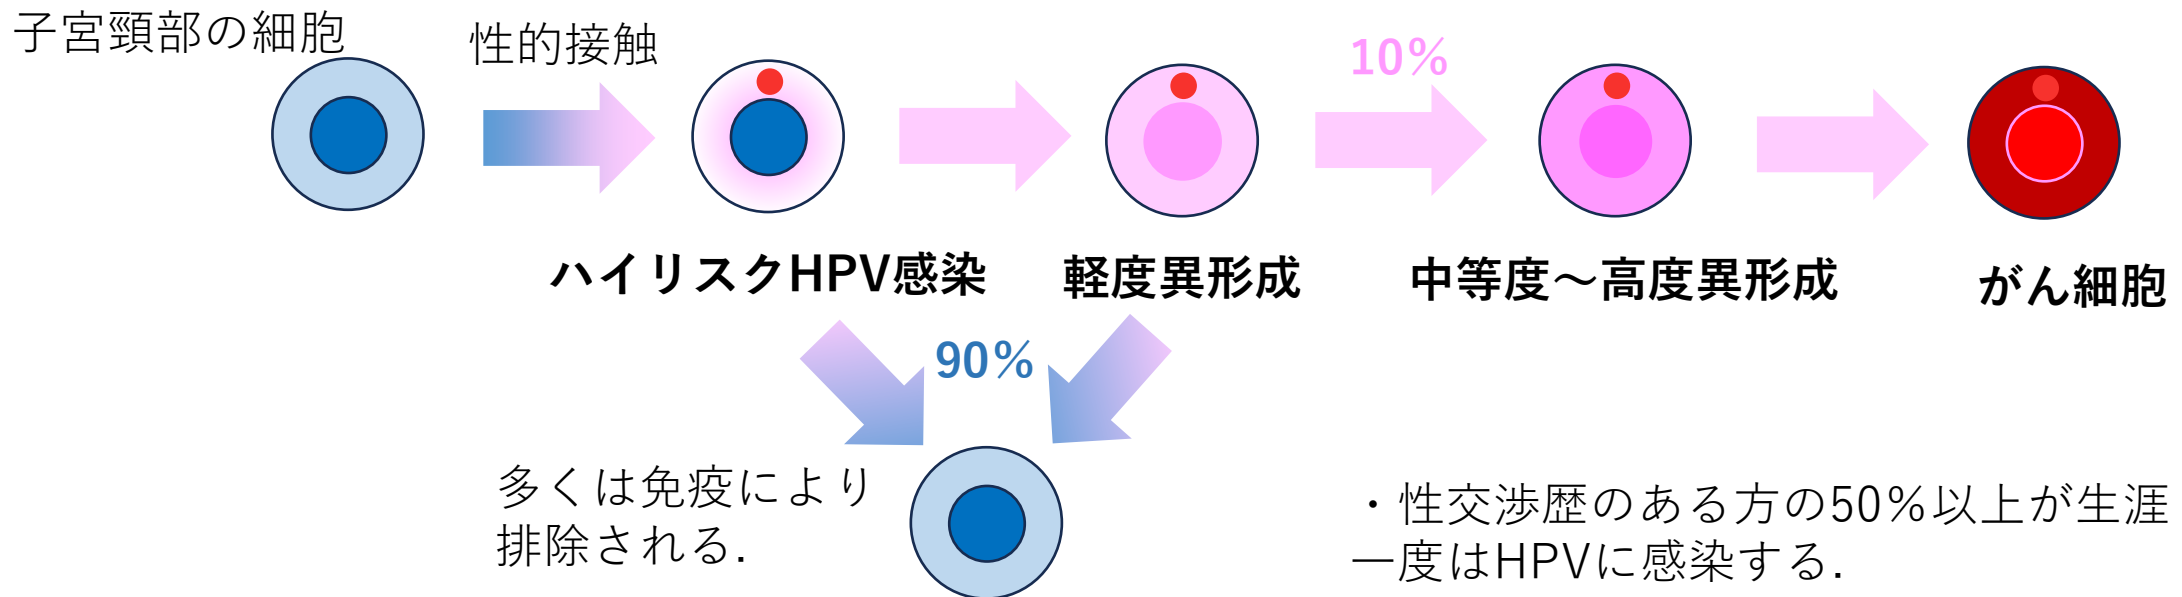 子宮頸部の細胞
性的接触
10%
ハイリスクHPV感染
軽度異形成
中等度～高度異形成
がん細胞
90%
多くは免疫により
排除される.
・性交渉歴のある方の50%以上が生涯
一度はHPVに感染する.